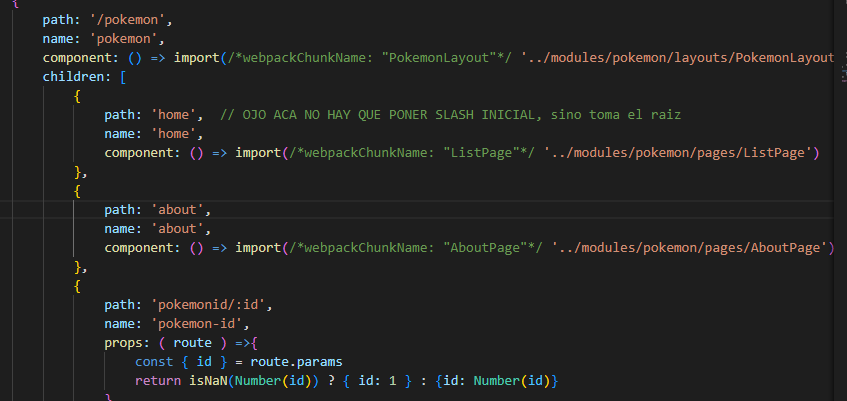 {
path: '/pokemon',
name: 'pokemon',
component: () => import(/*webpackChunkName: "PokemonLayout"*/ '../modules/pokemon/layouts/PokemonLayout
children: [
{
path: 'home',  // OJO ACA NO HAY QUE PONER SLASH INICIAL, sino toma el raiz
name: 'home',
component: () => import(/*webpackChunkName: "ListPage"*/ '../modules/pokemon/pages/ListPage')
},
{
path: 'about',
name: 'about',
component: () => import(/*webpackChunkName: "AboutPage"*/ '../modules/pokemon/pages/AboutPage')
},
{
path: 'pokemonid/:id',
name: 'pokemon-id',
props: ( route ) =>{
const { id } = route.params
return isNaN(Number(id)) ? { id: 1 } : {id: Number(id)}
}